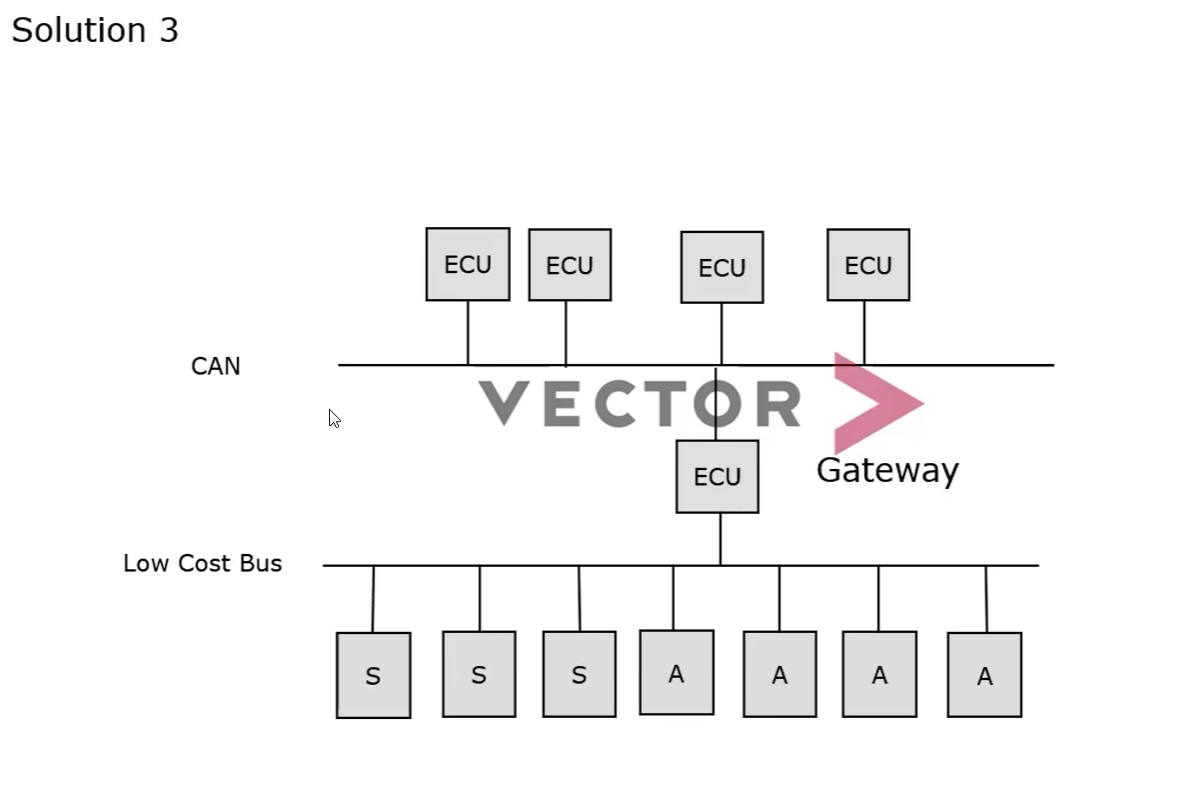 Solution 3
ECU ECU ECU ECU
CAN
VECTOR
ECU
Gateway
Low Cost Bus
S S S A A A A